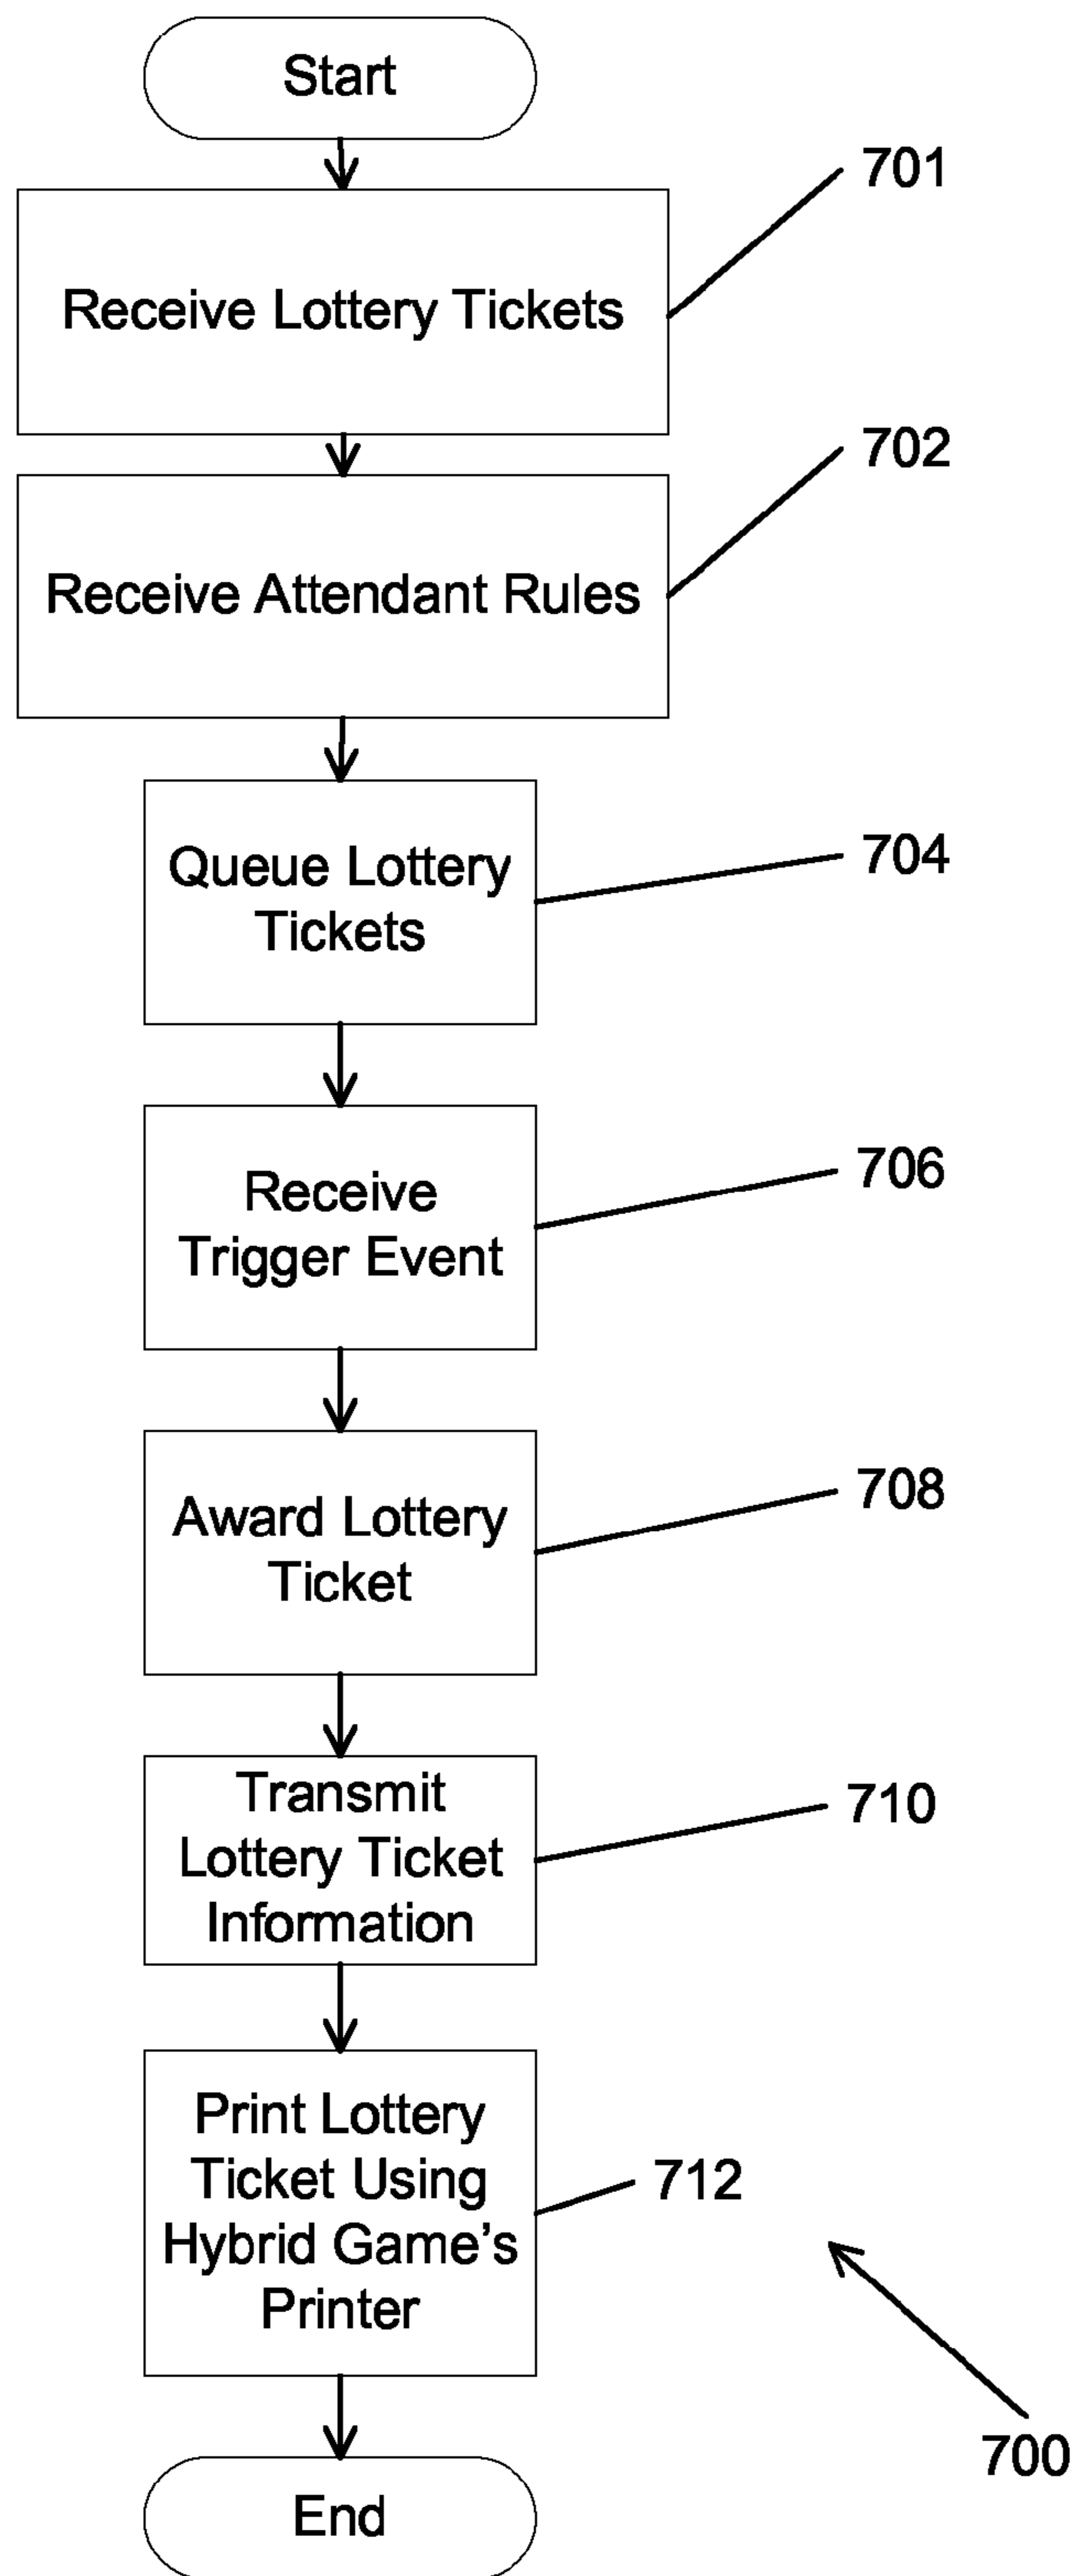 Start
701
Receive Lottery Tickets
702
Receive Attendant Rules
704
Queue Lottery
Tickets
706
Receive
Trigger Event
708
Award Lottery
Ticket
710
Transmit
Lottery Ticket
Information
712
Print Lottery
Ticket Using
Hybrid Game's
Printer
700
End